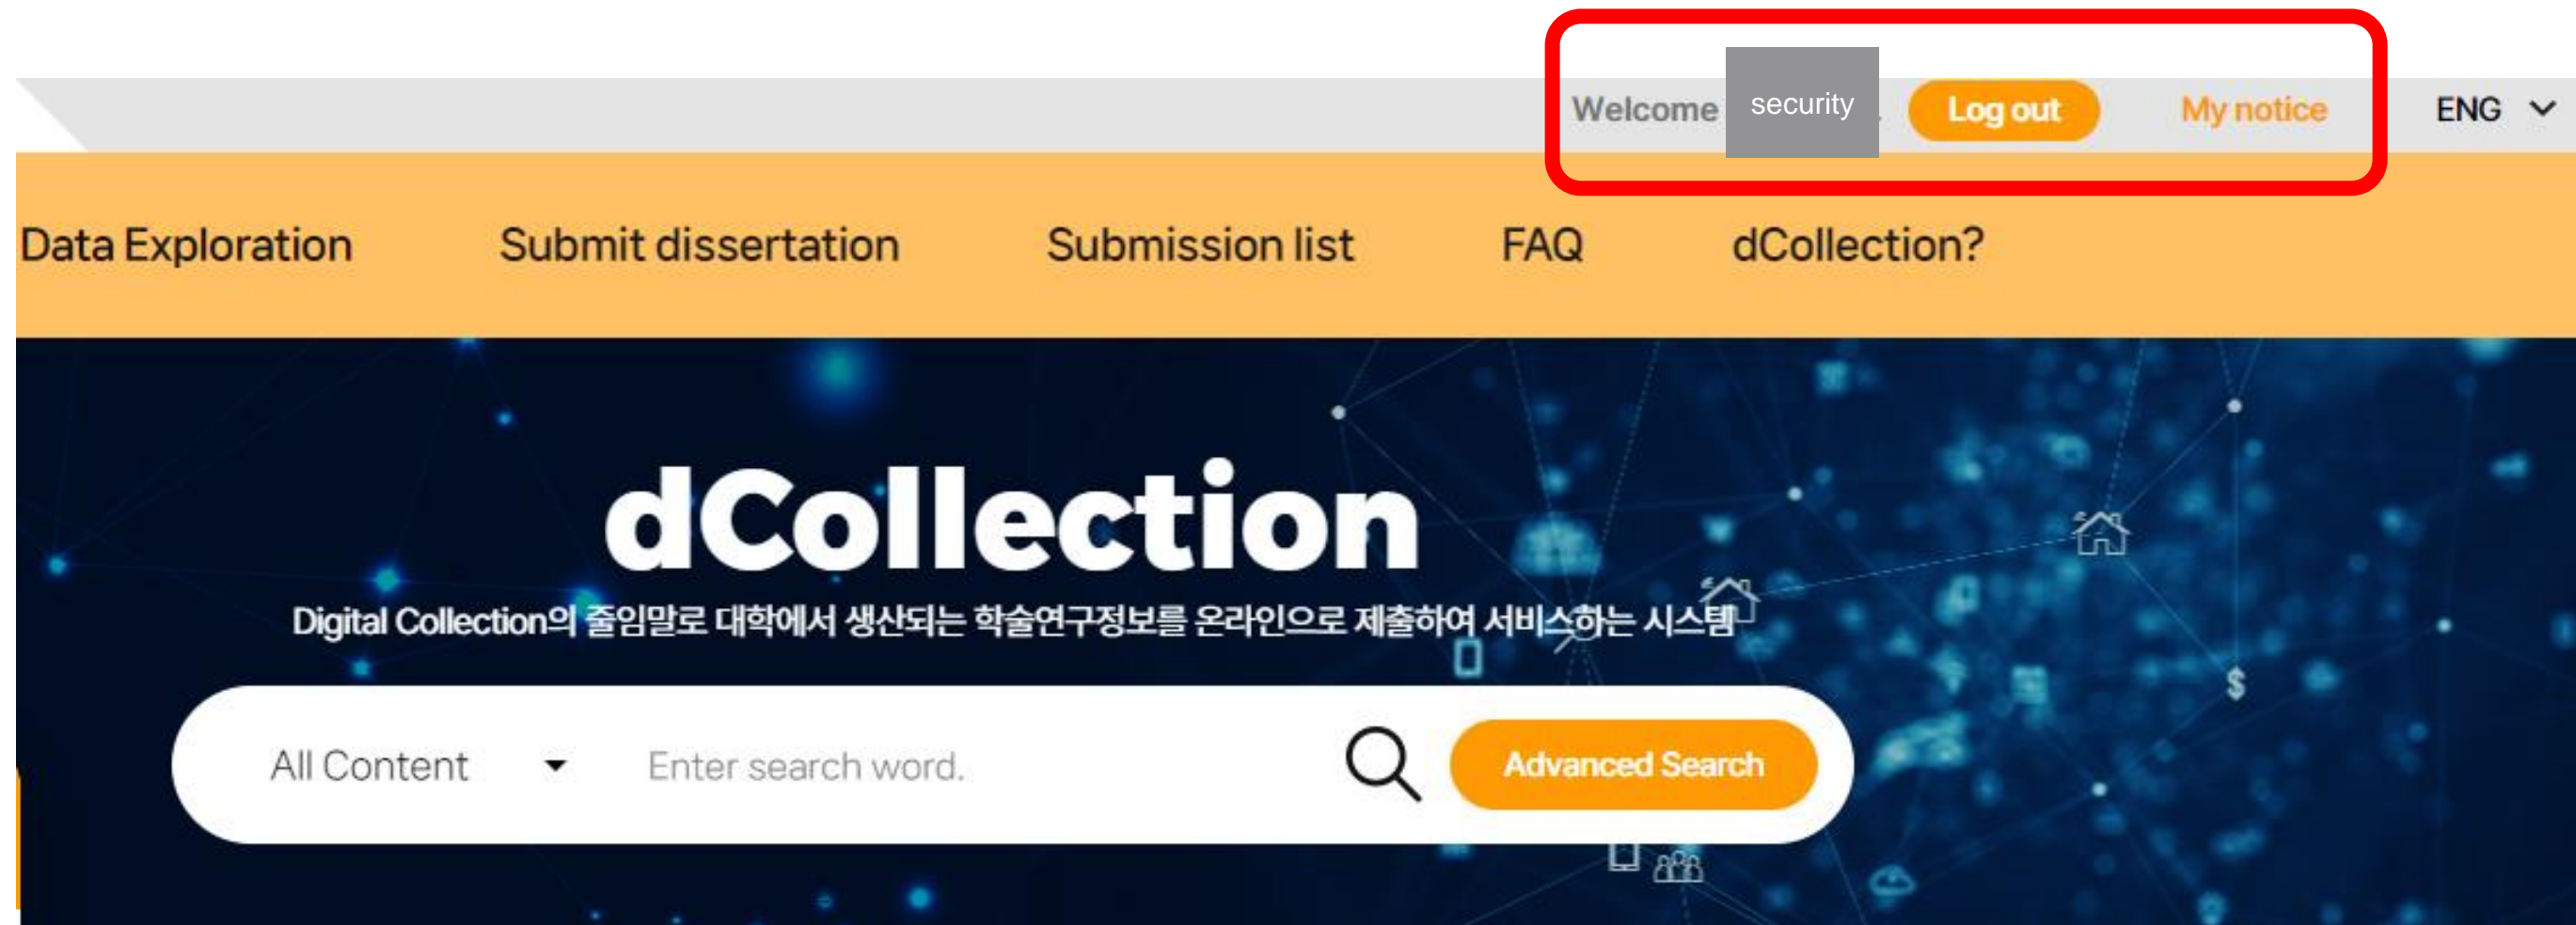 Welcome security Log out My notice ENG
Data Exploration Submit dissertation Submission list FAQ dCollection?
dCollection
Digital Collection의 줄임말로 대학에서 생산되는 학술연구정보를 온라인으로 제출하여 서비스하는 시스템
All Content Enter search word. Advanced Search
$